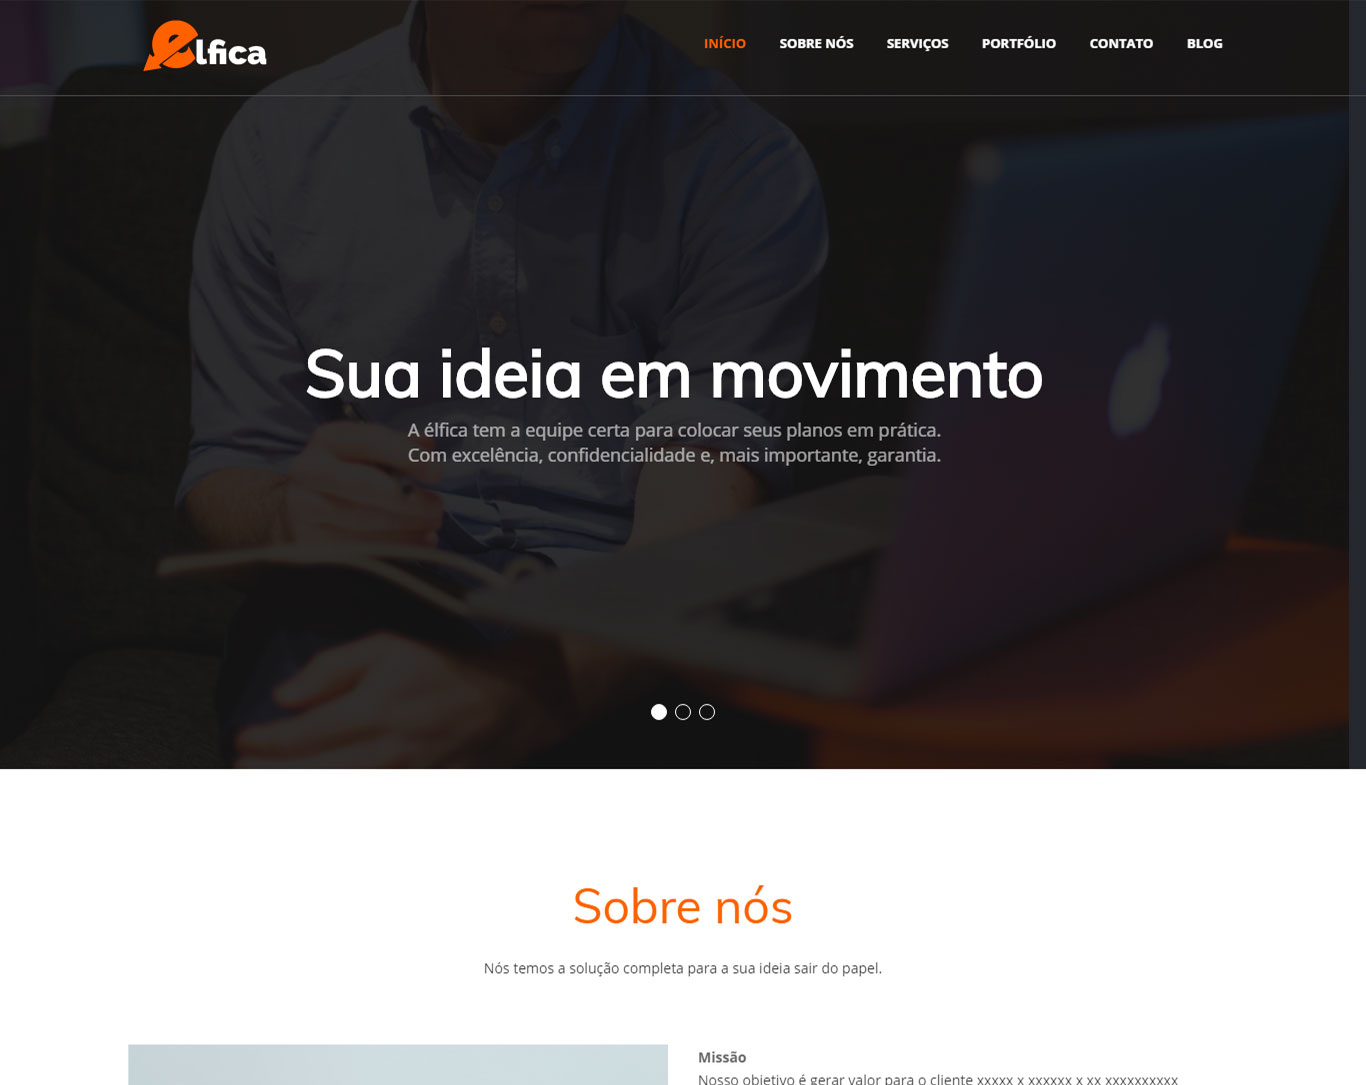 elfica
INÍCIO SOBRE NÓS SERVIÇOS PORTFÓLIO CONTATO BLOG
Sua ideia em movimento
A élfica tem a equipe certa para colocar seus planos em prática.
Com excelência, confidencialidade e, mais importante, garantia.
Sobre nós
Nós temos a solução completa para a sua ideia sair do papel.
Missão
Nosso objetivo é gerar valor para o cliente xxxxx x xxxxxx x xx xxxxxxxxxx